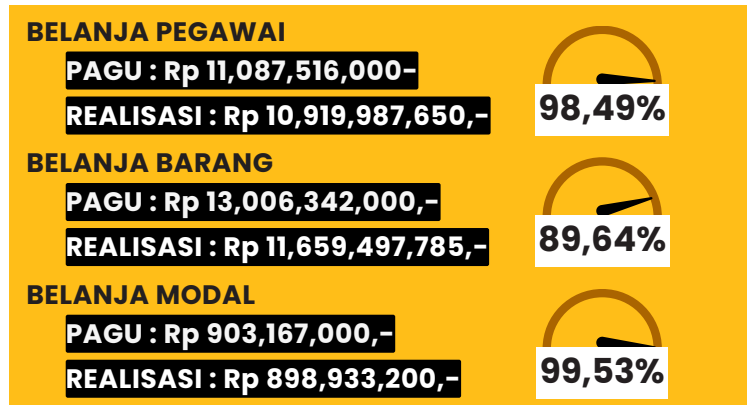 BELANJA PEGAWAI
PAGU : Rp 11,087,516,000-
REALISASI : Rp 10,919,987,650,-
98,49%
BELANJA BARANG
PAGU : Rp 13,006,342,000,-
REALISASI : Rp 11,659,497,785,-
89,64%
BELANJA MODAL
PAGU : Rp 903,167,000,-
REALISASI : Rp 898,933,200,-
99,53%